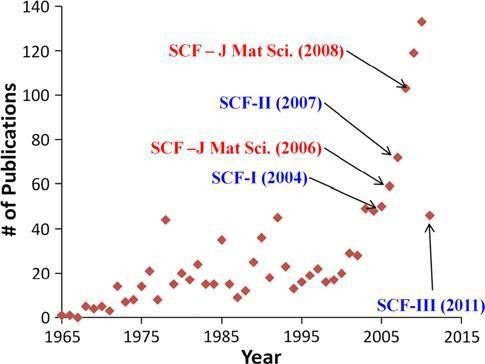 140
120
100
80
60
40
20
0
# of Publications
SCF – J Mat Sci. (2008)
SCF-II (2007)
SCF –J Mat Sci. (2006)
SCF-I (2004)
SCF-III (2011)
1965 1975 1985 1995 2005 2015
Year